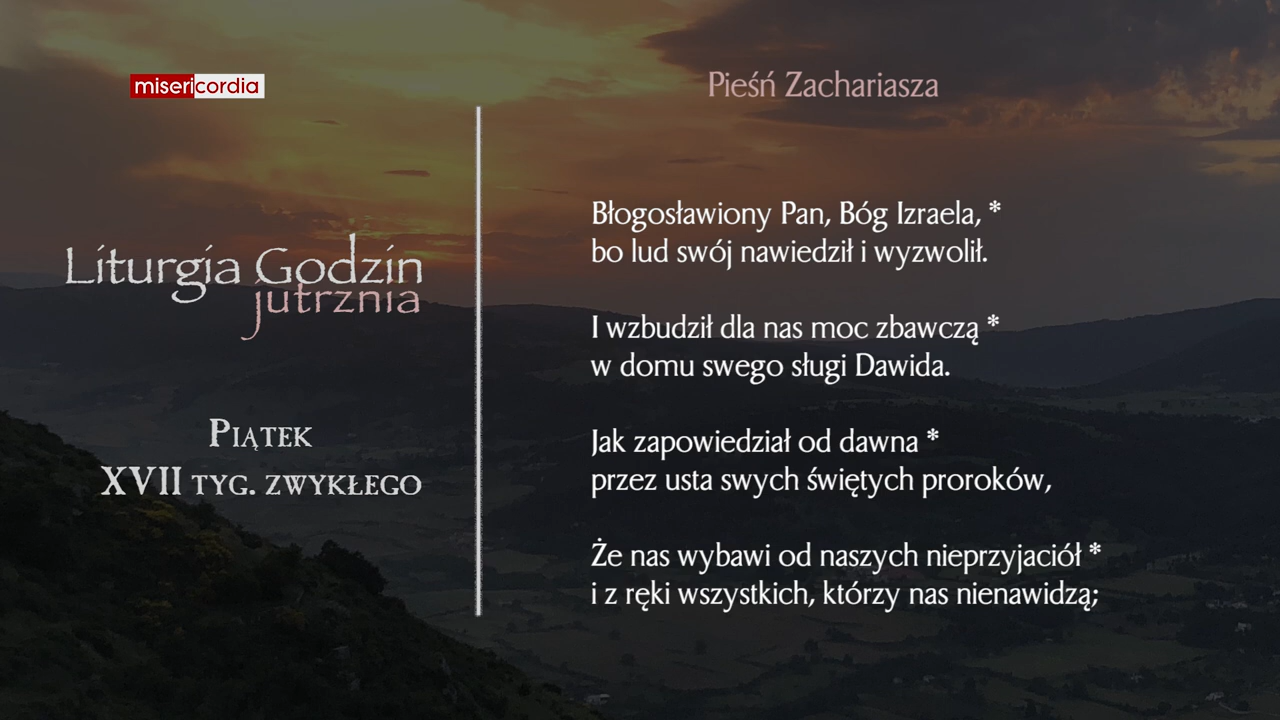 misericordia
Liturgia Godzin
jutrznia
Piątek
XVII tyg. zwykłego
Pieśń Zachariasza
Błogosławiony Pan, Bóg Izraela, *
bo lud swój nawiedził i wyzwolił.
I wzbudził dla nas moc zbawczą *
w domu swego sługi Dawida.
Jak zapowiedział od dawna *
przez usta swych świętych proroków,
Że nas wybawi od naszych nieprzyjaciół *
i z ręki wszystkich, którzy nas nienawidzą;